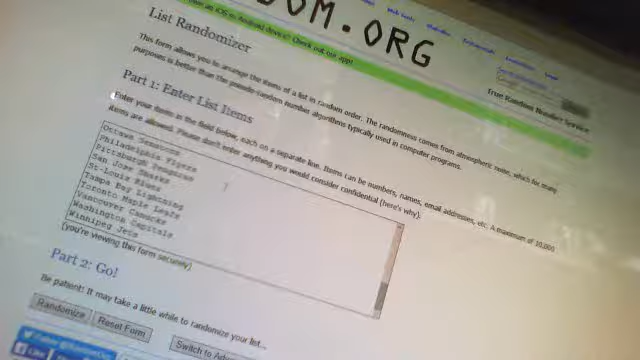 DOM.ORG
True Random Number Service
List Randomizer
This form allows you to arrange the items of a list in random order. The randomness comes from atmospheric noise, which for many
purposes is better than the pseudo-random number algorithms typically used in computer programs.
Part 1: Enter List Items
Enter your items in the field below, each on a separate line. Items can be numbers, names, email addresses, etc. A maximum of 10,000
items are allowed. Please don't enter anything you would consider confidential (here's why).
Ottawa Senators
Philadelphia Flyers
Pittsburgh Penguins
San Jose Sharks
St-Louis Blues
Tampa Bay Lightning
Toronto Maple Leafs
Vancouver Canucks
Washington Capitals
Winnipeg Jets
(you're viewing this form securely)
Part 2: Go!
Be patient! It may take a little while to randomize your list...
Randomize Reset Form Switch to
Like